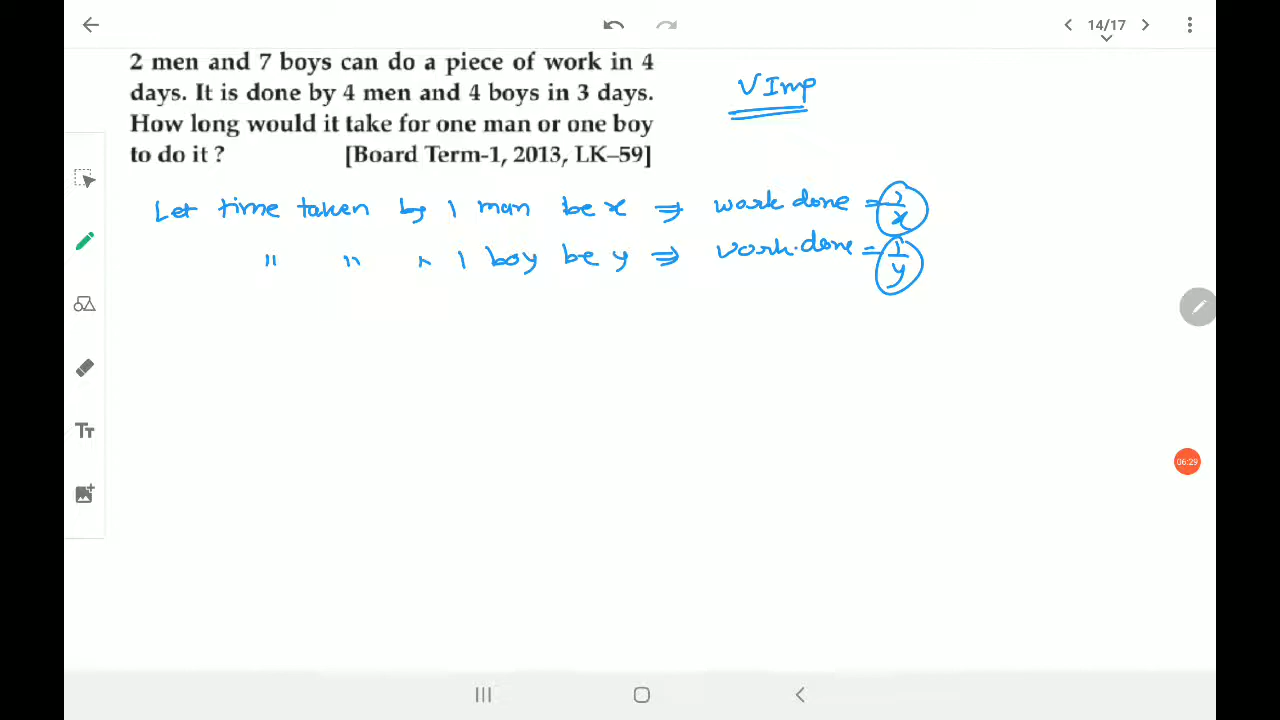 14/17
2 men and 7 boys can do a piece of work in 4
days. It is done by 4 men and 4 boys in 3 days.
How long would it take for one man or one boy
to do it ? [Board Term-1, 2013, LK–59]
V Imp
Let time taken by 1 man be x ⇒ work done = 1/x
" " " 1 boy be y ⇒ work done = 1/y
Tт
06:29